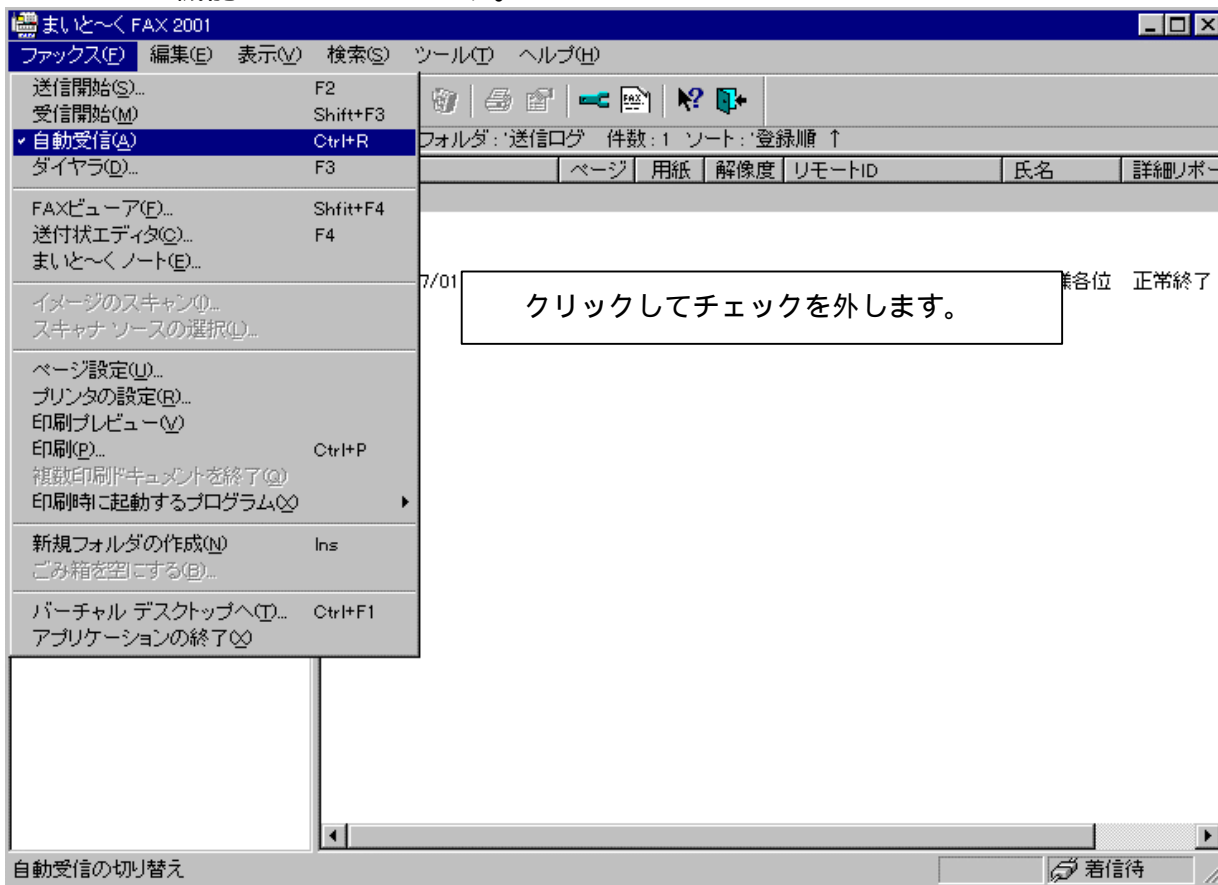 まいと～く FAX 2001
ファックス(F) 編集(E) 表示(V) 検索(S) ツール(T) ヘルプ(H)
送信開始(S)... F2
受信開始(M) Shift+F3
自動受信(A) Ctrl+R
ダイヤラ(D)... F3
FAXビューア(F)... Shfit+F4
送付状エディタ(C)... F4
まいと～く ノート(E)...
イメージのスキャン(I)...
スキャナ ソースの選択(L)...
ページ設定(U)...
プリンタの設定(R)...
印刷プレビュー(V)
印刷(P)... Ctrl+P
複数印刷ドキュメントを終了(Q)
印刷時に起動するプログラム(X)
新規フォルダの作成(N) Ins
ごみ箱を空にする(B)...
バーチャル デスクトップへ(T)... Ctrl+F1
アプリケーションの終了(X)
フォルダ:'送信ログ 件数:1 ソート:'登録順 ↑
ページ 用紙 解像度 リモートID 氏名 詳細リポー
7/01 各位 正常終了
クリックしてチェックを外します。
自動受信の切り替え 着信待